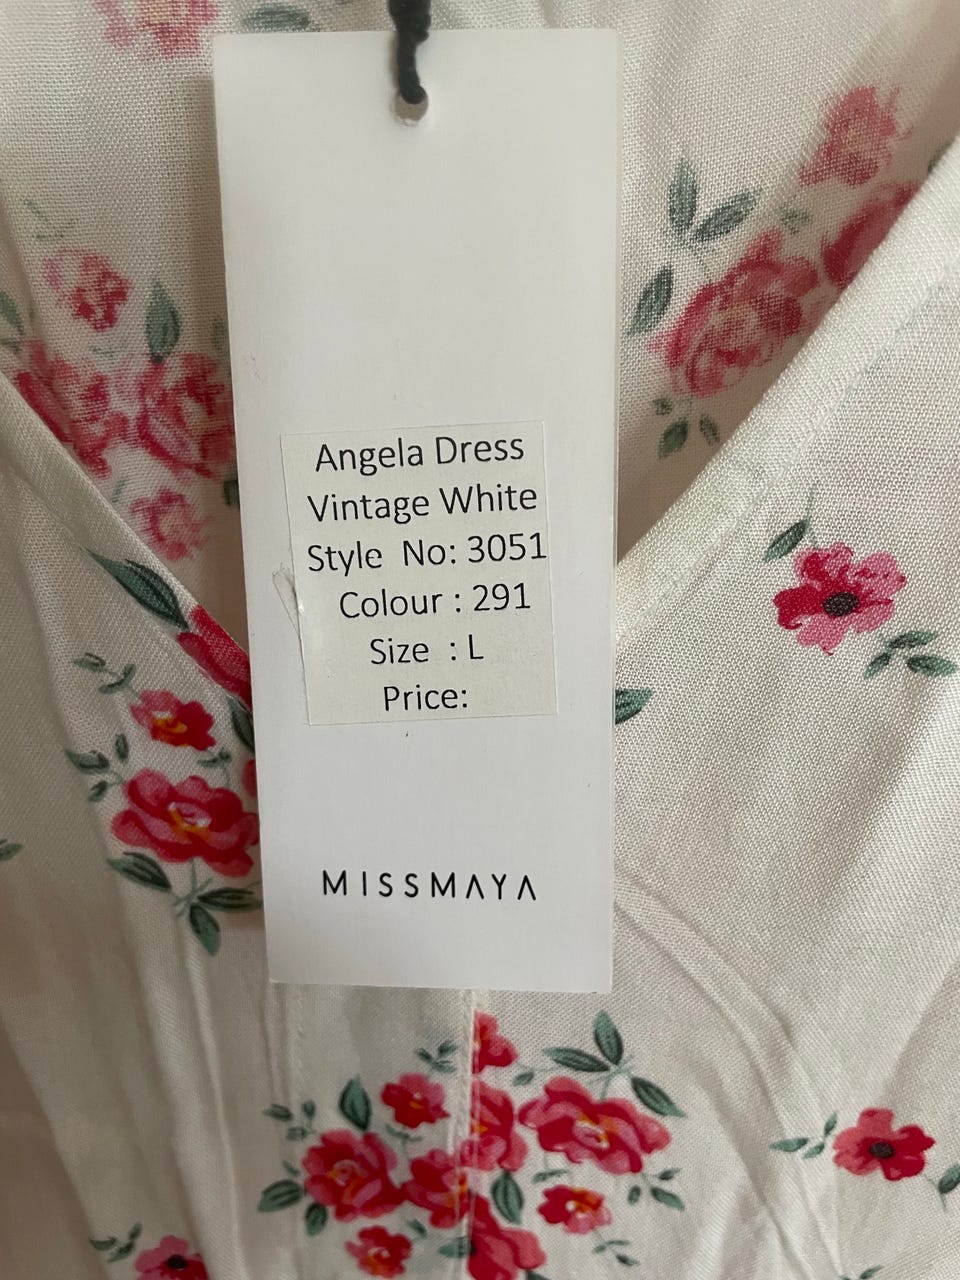 Angela Dress
Vintage White
Style No: 3051
Colour : 291
Size : L
Price:
MISSMAYA